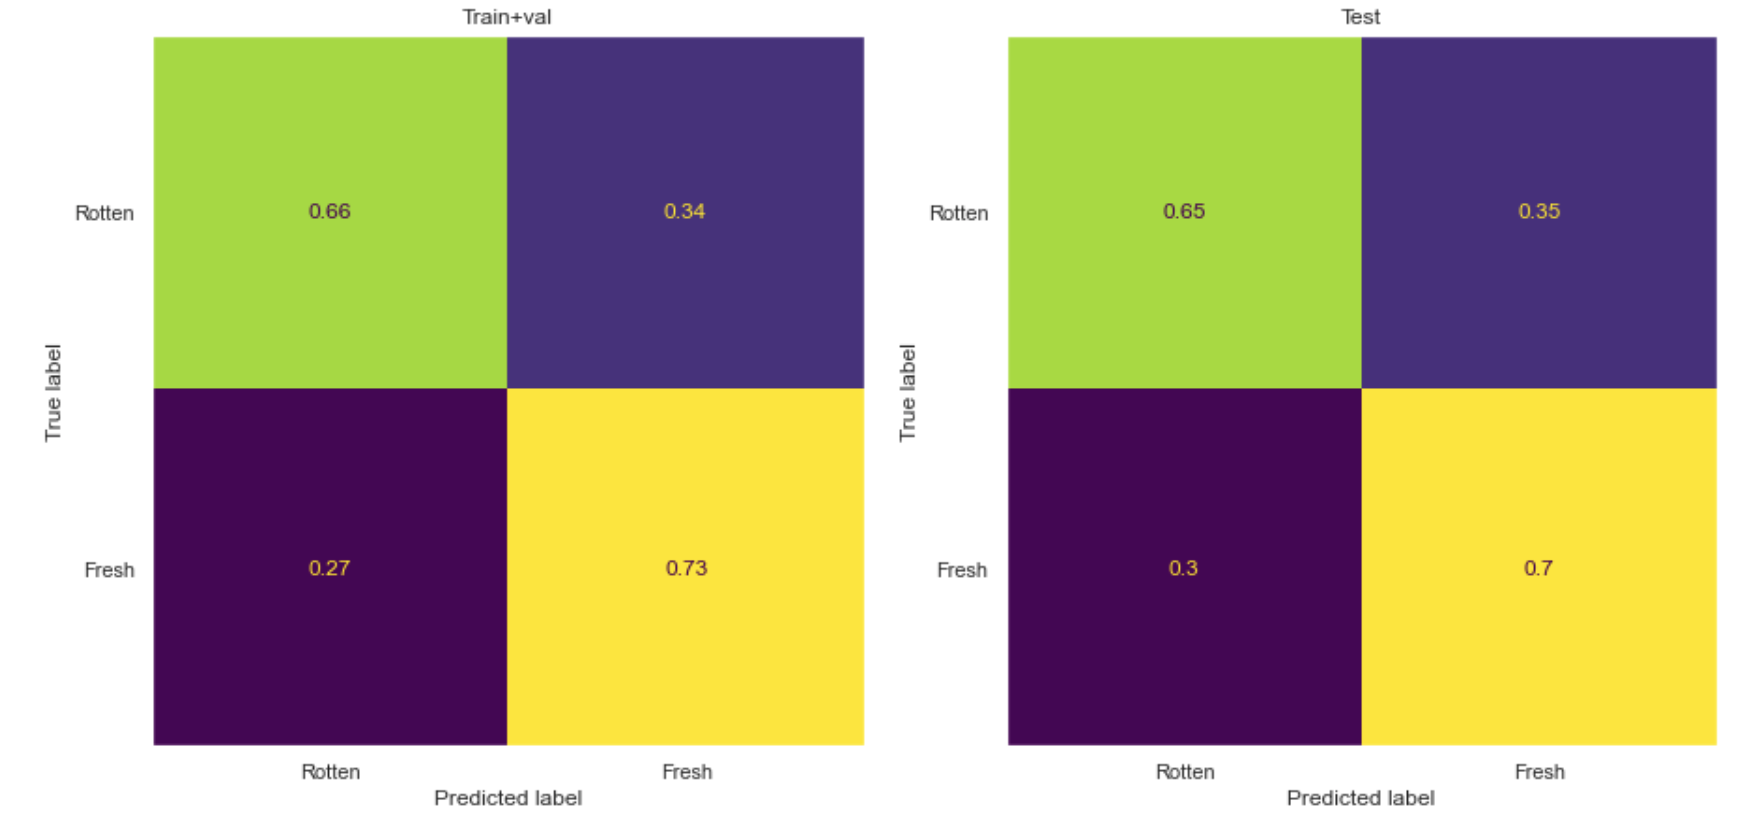 Train+val
Test
True label
Rotten
0.66
0.34
Fresh
0.27
0.73
Rotten
Fresh
Predicted label
True label
Rotten
0.65
0.35
Fresh
0.3
0.7
Rotten
Fresh
Predicted label